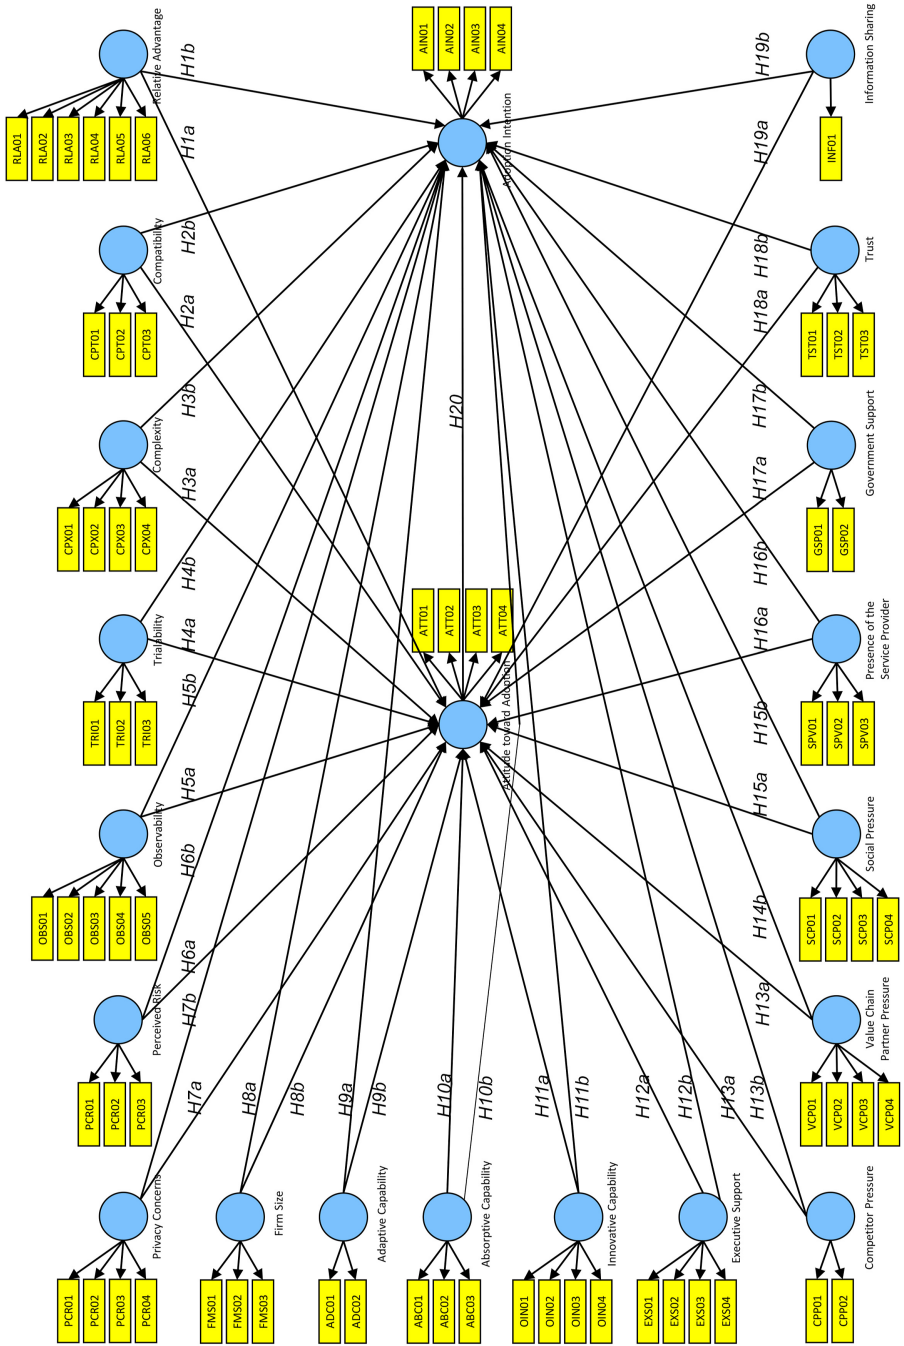 PCR01
PCR02
PCR03
PCR04
Privacy Concerns
PCR01
PCR02
PCR03
Perceived Risk
OBS01
OBS02
OBS03
OBS04
OBS05
Observability
TRI01
TRI02
TRI03
Trialability
CPX01
CPX02
CPX03
CPX04
Complexity
CPT01
CPT02
CPT03
Compatibility
RLA01
RLA02
RLA03
RLA04
RLA05
RLA06
Relative Advantage
H7a
H7b
H6a
H6b
H5a
H5b
H4a
H4b
H3a
H3b
H2a
H2b
H1a
H1b
FMS01
FMS02
FMS03
Firm Size
H8a
H8b
ADC01
ADC02
Adaptive Capability
H9a
H9b
ABC01
ABC02
ABC03
Absorptive Capability
H10a
H10b
ATT01
ATT02
ATT03
ATT04
Attitude toward Adoption
H20
AIN01
AIN02
AIN03
AIN04
Adoption Intention
OIN01
OIN02
OIN03
OIN04
Innovative Capability
H11a
H11b
EXS01
EXS02
EXS03
EXS04
Executive Support
H12a
H12b
H13a
H13b
H13a
H14b
H15a
H15b
H16a
H16b
H17a
H17b
H18a
H18b
H19a
H19b
CPP01
CPP02
Competitor Pressure
VCP01
VCP02
VCP03
VCP04
Value Chain
Partner Pressure
SCP01
SCP02
SCP03
SCP04
Social Pressure
SPV01
SPV02
SPV03
Presence of the
Service Provider
GSP01
GSP02
Government Support
TST01
TST02
TST03
Trust
INF01
Information Sharing